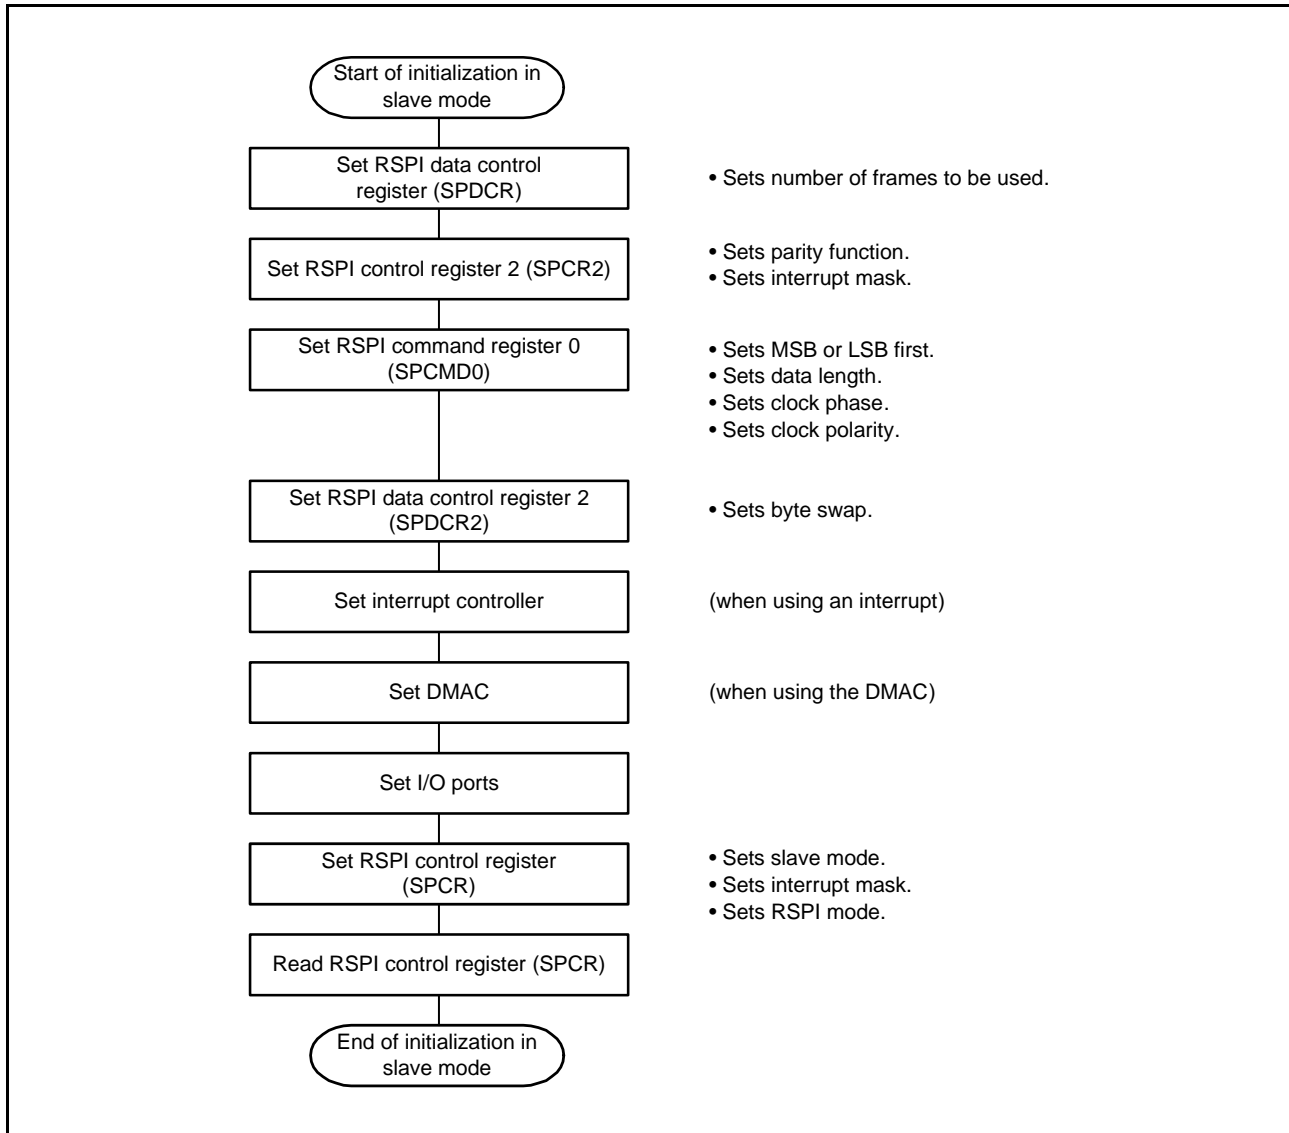 Start of initialization in
slave mode
Set RSPI data control
register (SPDCR)
• Sets number of frames to be used.
Set RSPI control register 2 (SPCR2)
• Sets parity function.
• Sets interrupt mask.
Set RSPI command register 0
(SPCMD0)
• Sets MSB or LSB first.
• Sets data length.
• Sets clock phase.
• Sets clock polarity.
Set RSPI data control register 2
(SPDCR2)
• Sets byte swap.
Set interrupt controller
(when using an interrupt)
Set DMAC
(when using the DMAC)
Set I/O ports
Set RSPI control register
(SPCR)
• Sets slave mode.
• Sets interrupt mask.
• Sets RSPI mode.
Read RSPI control register (SPCR)
End of initialization in
slave mode